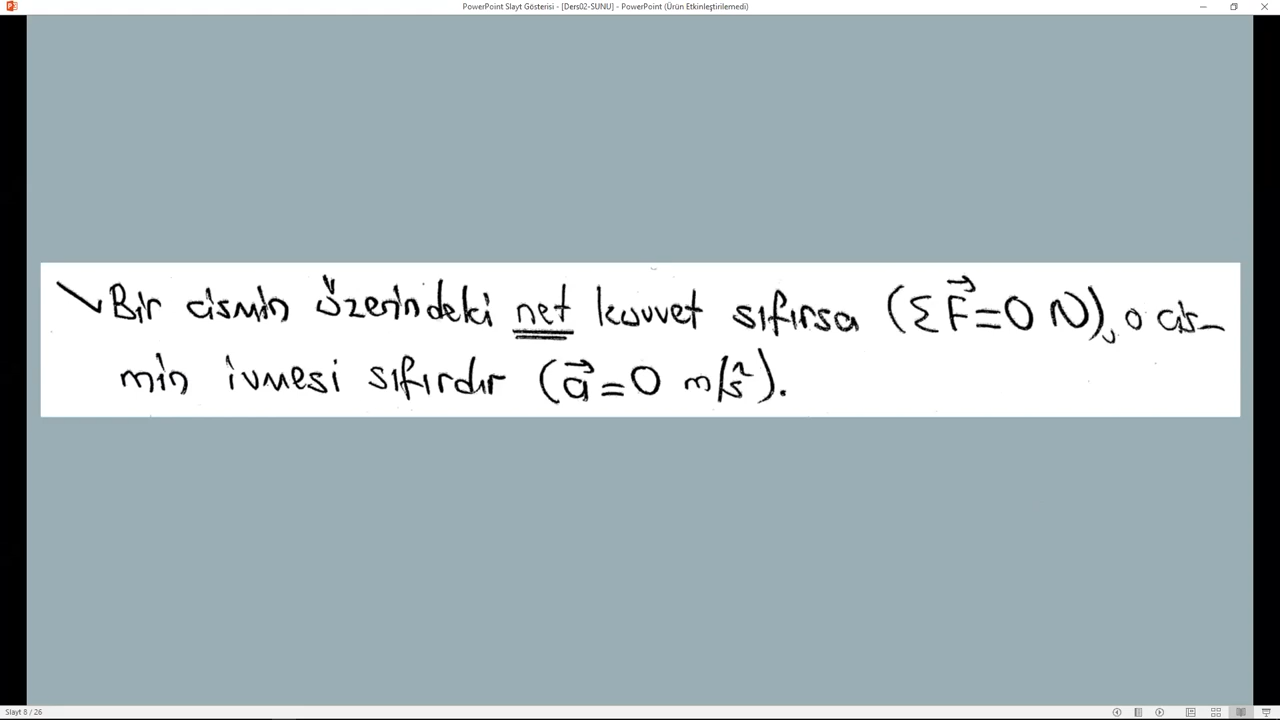 PowerPoint Slayt Gösterisi - [Ders02-SUNU] - PowerPoint (Ürün Etkinleştirilemedi)
Bir cismin üzerindeki net kuvvet sıfırsa (ΣF⃗=0 N), o cis-
min ivmesi sıfırdır (a⃗=0 m/s²).
Slayt 8 / 26